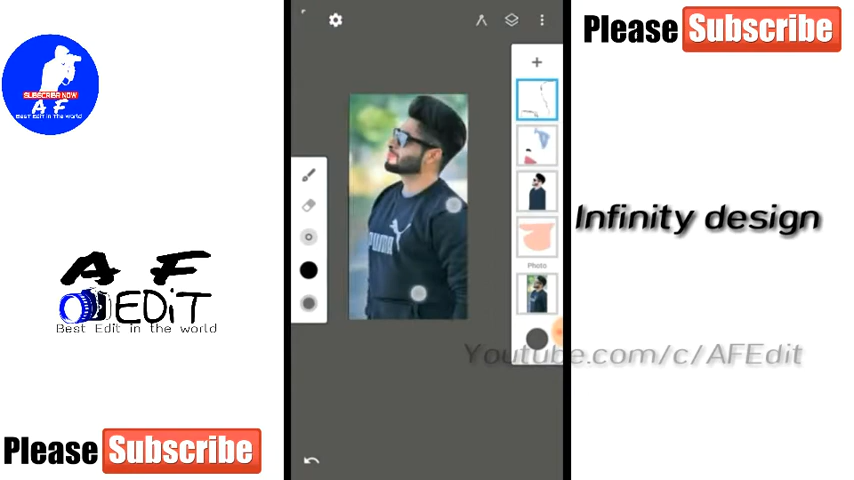 SUBSCRIBR NOW
A F
Best Edit in the world
A F
EDiT
Best Edit in the world
Please Subscribe
PUMA
Photo
Please Subscribe
Infinity design
Youtube.com/c/AFEdit